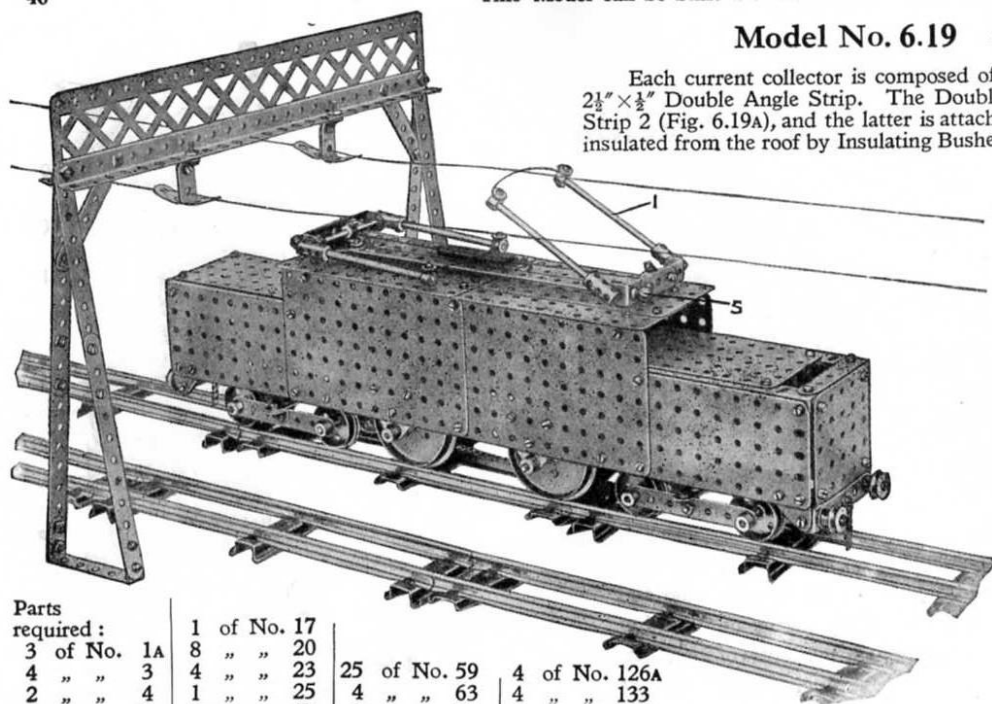 Model No. 6.19
Each current collector is composed of
2½″ × ½″ Double Angle Strip. The Doubl
Strip 2 (Fig. 6.19A), and the latter is attach
insulated from the roof by Insulating Bushe
1
5
Parts
required :
3 of No. 1A
4 „ „ 3
2 „ „ 4
1 of No. 17
8 „ „ 20
4 „ „ 23
1 „ „ 25
25 of No. 59
4 „ „ 63
4 of No. 126A
4 „ „ 133